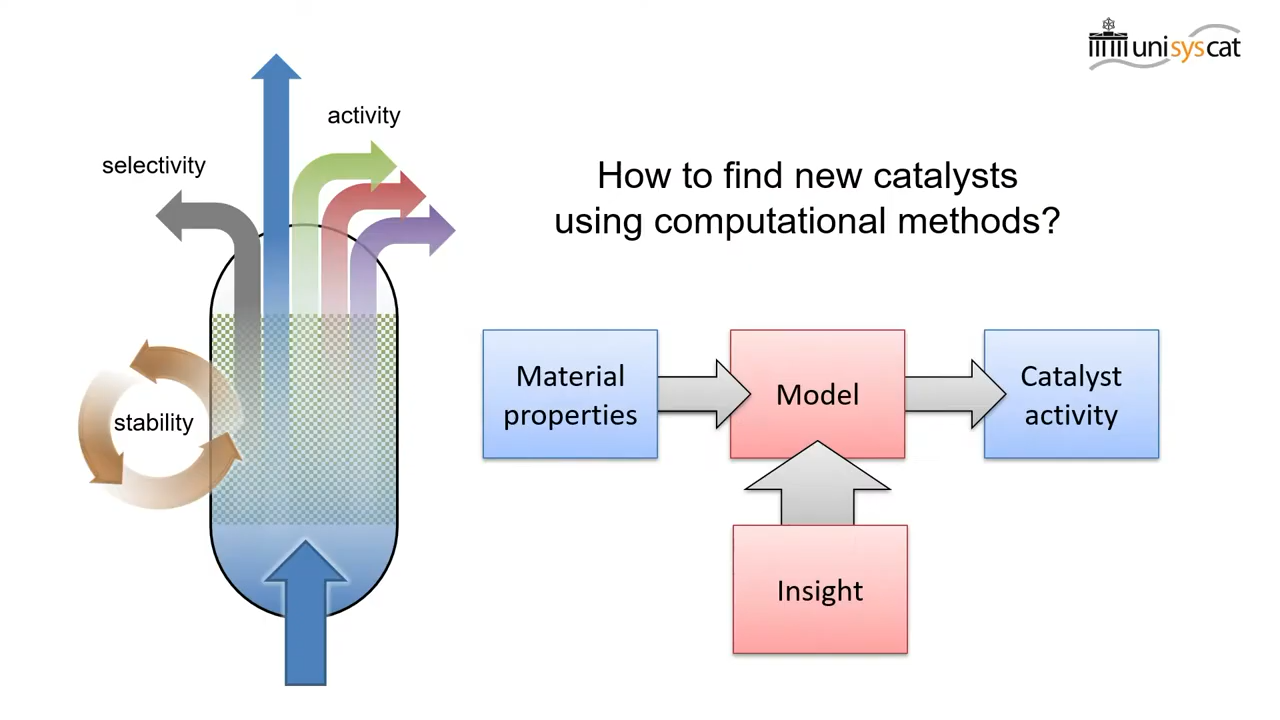 unisyscat
activity
selectivity
How to find new catalysts
using computational methods?
Material
properties
Model
Catalyst
activity
stability
Insight